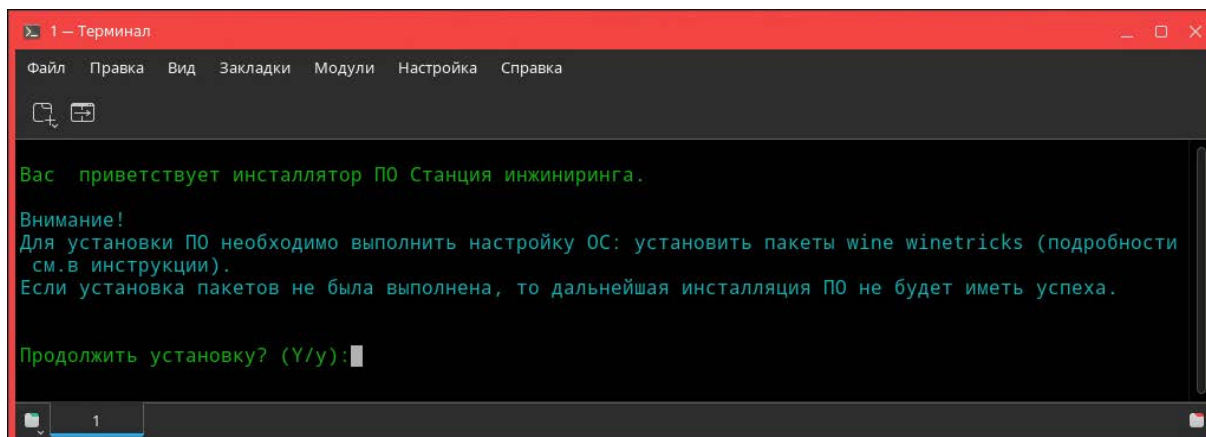 1 — Терминал
Файл Правка Вид Закладки Модули Настройка Справка
Вас  приветствует инсталлятор ПО Станция инжиниринга.
Внимание!
Для установки ПО необходимо выполнить настройку ОС: установить пакеты wine winetricks (подробности
см.в инструкции).
Если установка пакетов не была выполнена, то дальнейшая инсталляция ПО не будет иметь успеха.
Продолжить установку? (Y/y):
1